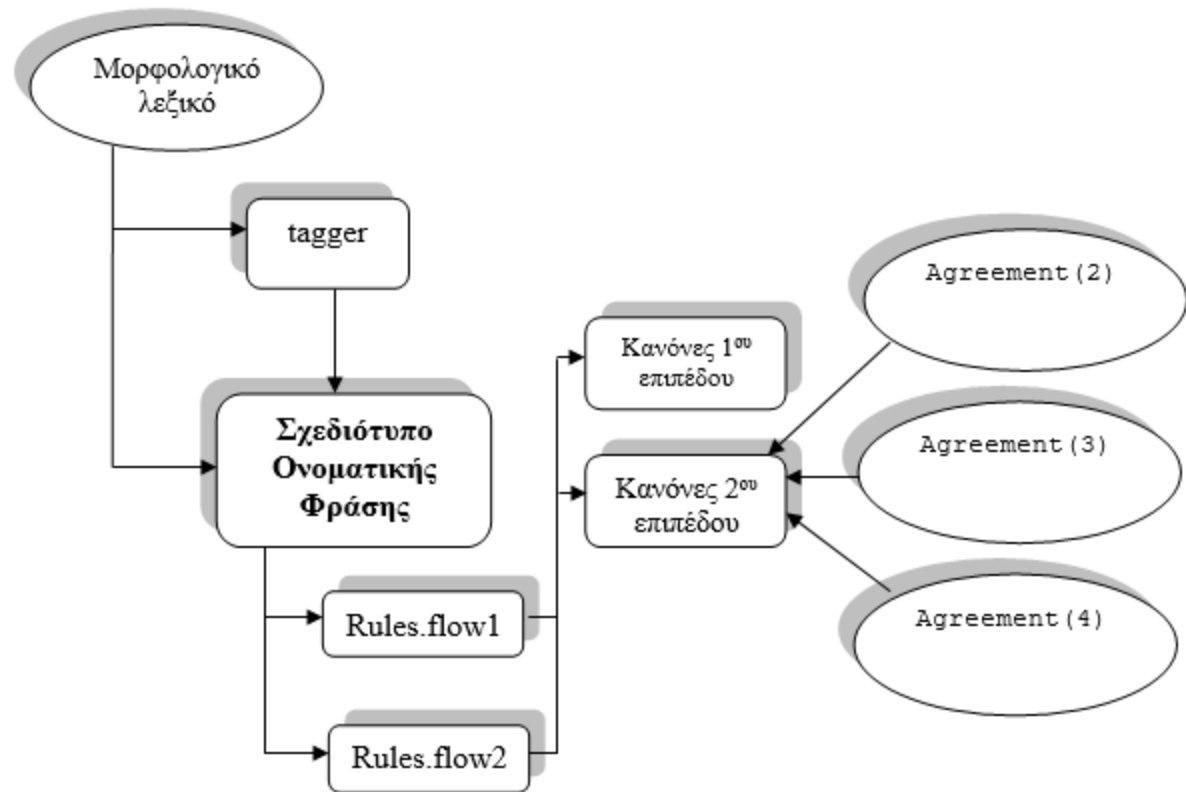 Μορφολογικό
λεξικό
tagger
Σχεδιότυπο
Ονοματικής
Φράσης
Rules.flow1
Rules.flow2
Κανόνες 1ου
επιπέδου
Κανόνες 2ου
επιπέδου
Agreement(2)
Agreement(3)
Agreement(4)